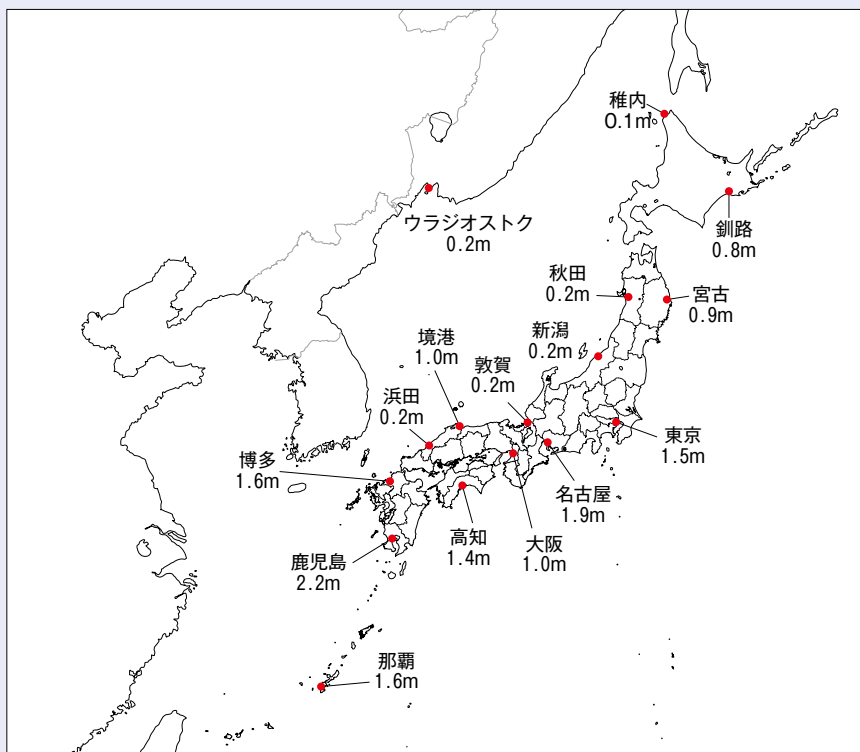 稚内
0.1m
ウラジオストク
0.2m
釧路
0.8m
秋田
0.2m
宮古
0.9m
新潟
0.2m
境港
1.0m
敦賀
0.2m
浜田
0.2m
東京
1.5m
博多
1.6m
名古屋
1.9m
高知
1.4m
大阪
1.0m
鹿児島
2.2m
那覇
1.6m